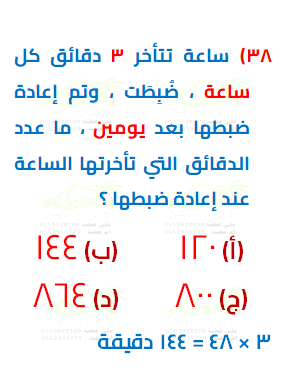 ٣٨) ساعة تتأخر ٣ دقائق كل
ساعة ، ضُبِطَت ، وتم إعادة
ضبطها بعد يومين ، ما عدد
الدقائق التي تأخرتها الساعة
عند إعادة ضبطها ؟
(أ) ١٢٠ (ب) ١٤٤
(ج) ٨٠٠ (د) ٨٦٤
٣ × ٤٨ = ١٤٤ دقيقة